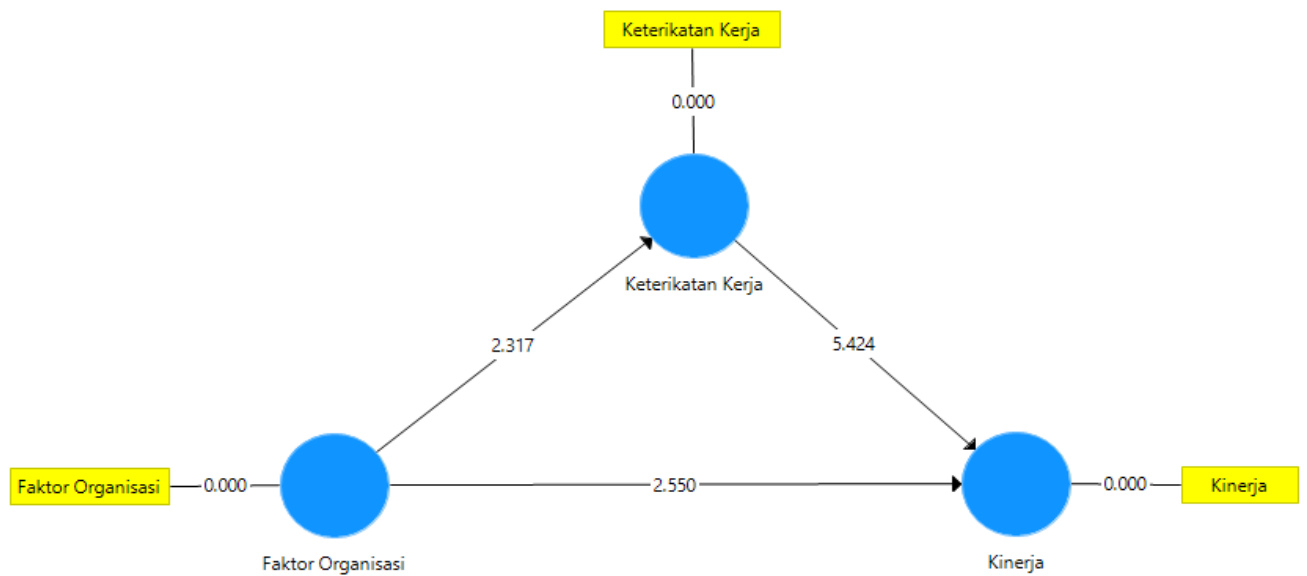 Keterikatan Kerja
0.000
Keterikatan Kerja
2.317
5.424
Faktor Organisasi
0.000
2.550
0.000
Kinerja
Faktor Organisasi
Kinerja